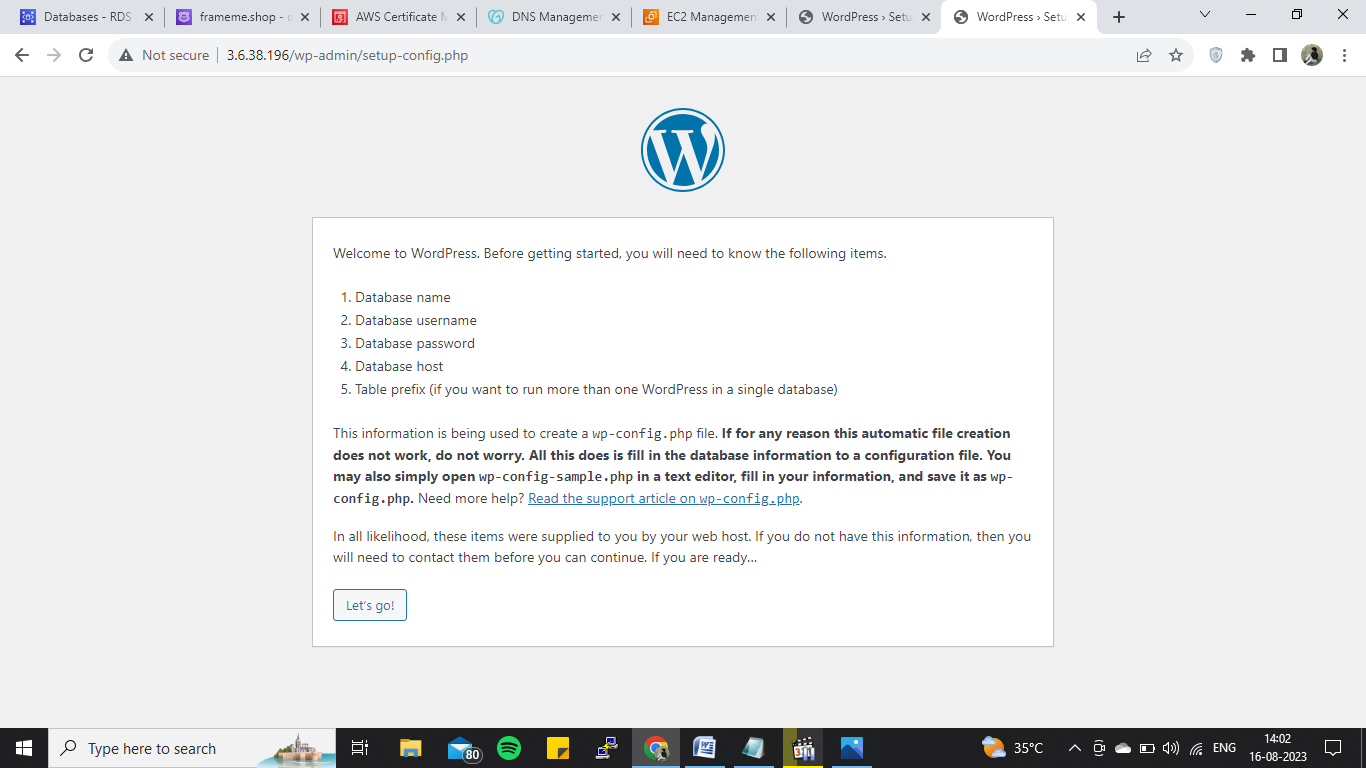 Databases - RDS
frameme.shop - c
AWS Certificate M
DNS Managemen
EC2 Managemen
WordPress › Setu
WordPress › Setu
Not secure
3.6.38.196/wp-admin/setup-config.php
Welcome to WordPress. Before getting started, you will need to know the following items.
1. Database name
2. Database username
3. Database password
4. Database host
5. Table prefix (if you want to run more than one WordPress in a single database)
This information is being used to create a wp-config.php file. If for any reason this automatic file creation
does not work, do not worry. All this does is fill in the database information to a configuration file. You
may also simply open wp-config-sample.php in a text editor, fill in your information, and save it as wp-
config.php. Need more help? Read the support article on wp-config.php.
In all likelihood, these items were supplied to you by your web host. If you do not have this information, then you
will need to contact them before you can continue. If you are ready…
Let’s go!
Type here to search
80
35°C
ENG
14:02
16-08-2023